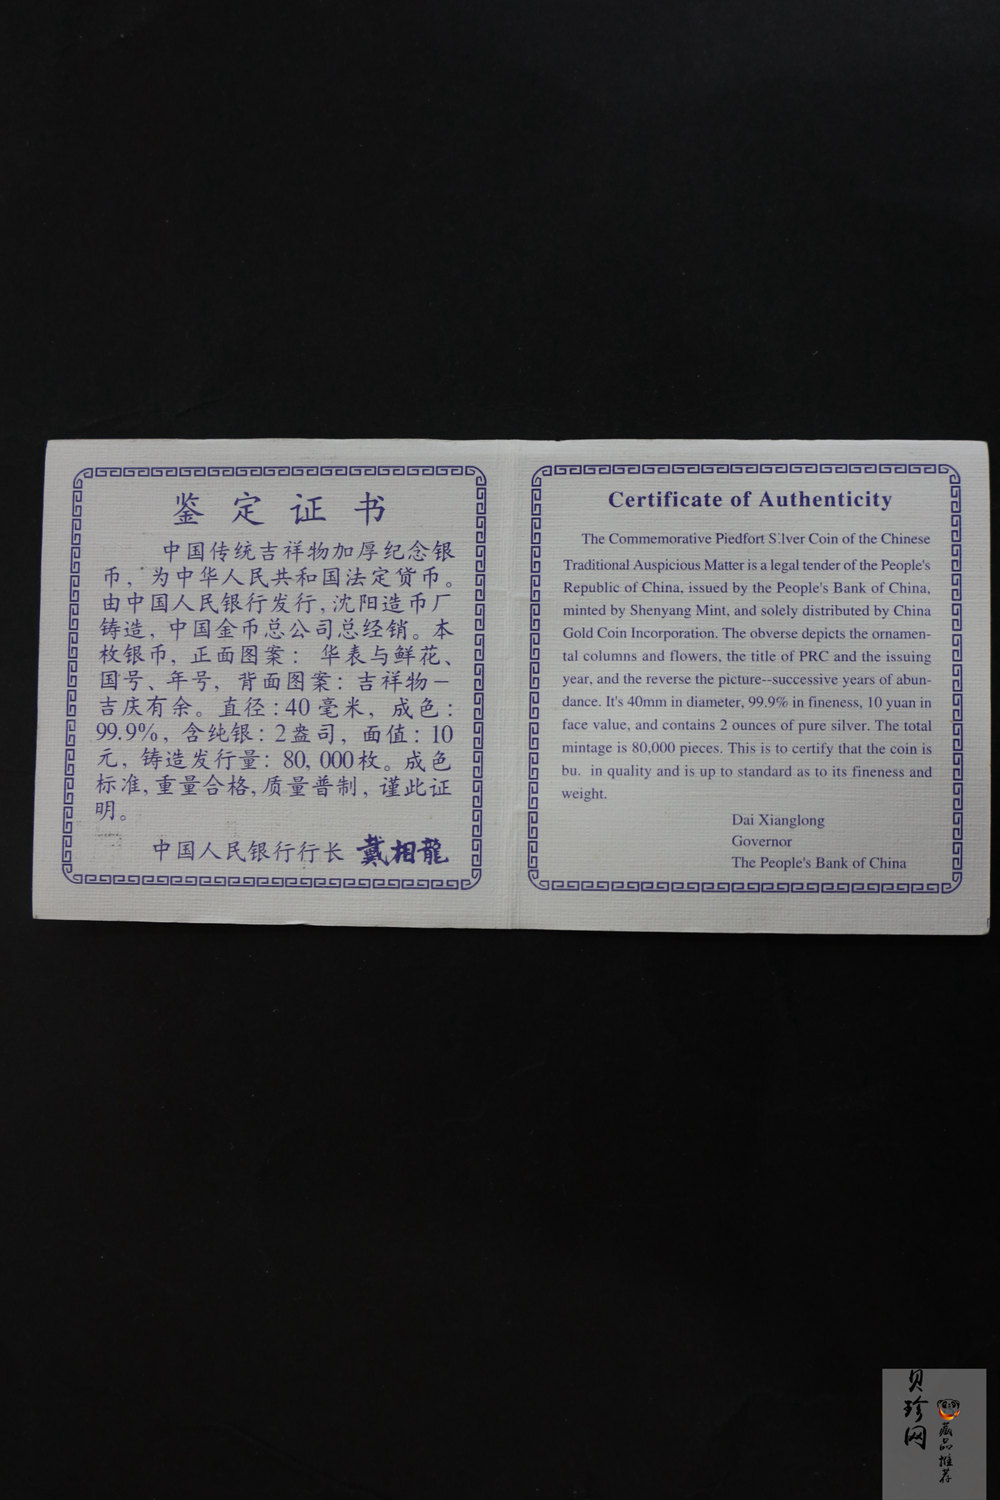 鉴定证书
中国传统吉祥物加厚纪念银
币，为中华人民共和国法定货币。
由中国人民银行发行，沈阳造币厂
铸造，中国金币总公司总经销。本
枚银币，正面图案：华表与鲜花、
国号、年号，背面图案：吉祥物－
吉庆有余。直径：40毫米，成色：
99.9%，含纯银：2盎司，面值：10
元，铸造发行量：80,000枚。成色
标准，重量合格，质量普制，谨此证
明。
中国人民银行行长 戴相龍
Certificate of Authenticity
The Commemorative Piedfort Silver Coin of the Chinese
Traditional Auspicious Matter is a legal tender of the People's
Republic of China, issued by the People's Bank of China,
minted by Shenyang Mint, and solely distributed by China
Gold Coin Incorporation. The obverse depicts the ornamen-
tal columns and flowers, the title of PRC and the issuing
year, and the reverse the picture--successive years of abun-
dance. It's 40mm in diameter, 99.9% in fineness, 10 yuan in
face value, and contains 2 ounces of pure silver. The total
mintage is 80,000 pieces. This is to certify that the coin is
bu. in quality and is up to standard as to its fineness and
weight.
Dai Xianglong
Governor
The People's Bank of China
贝珍网
藏品推荐